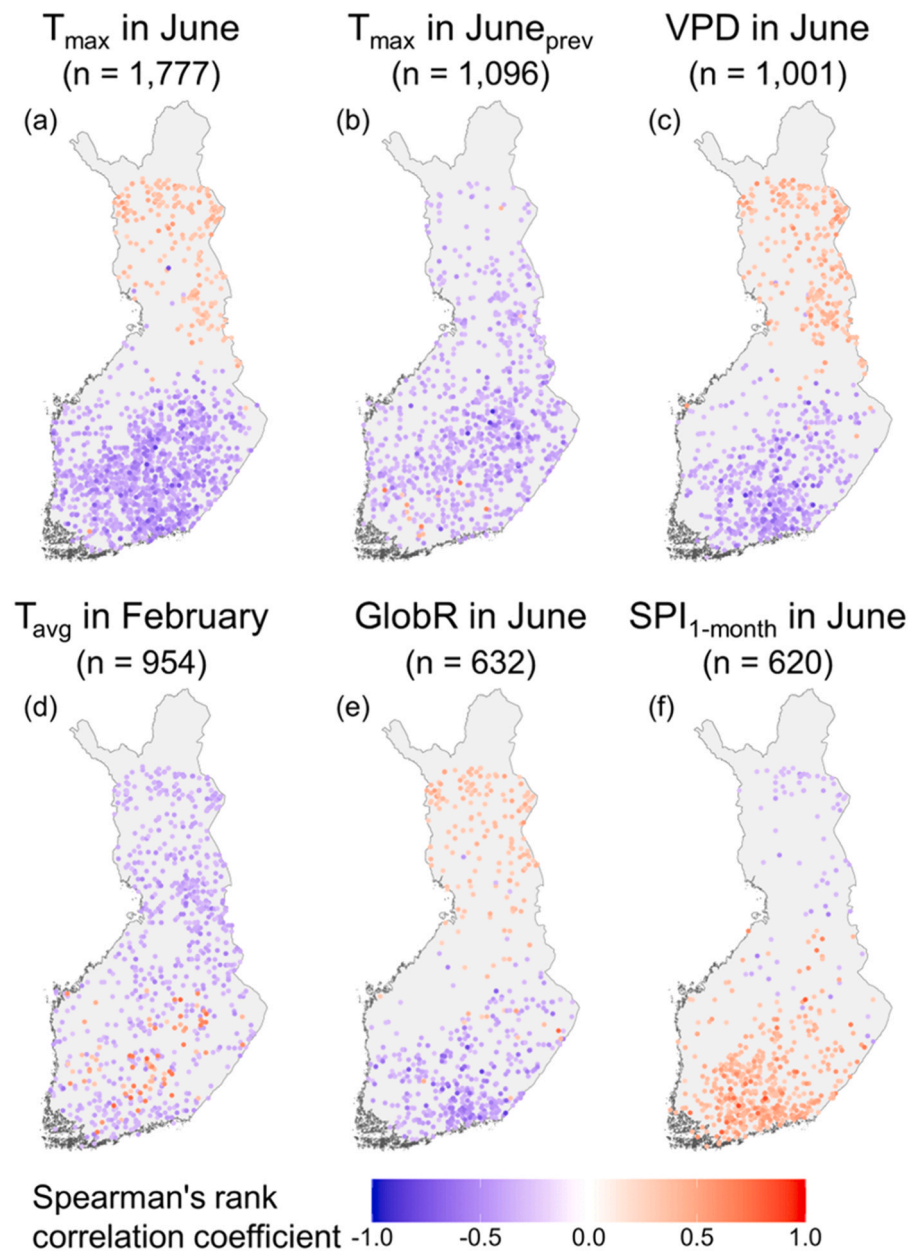 Tmax in June
(n = 1,777)
Tmax in Juneprev
(n = 1,096)
VPD in June
(n = 1,001)
(a)
(b)
(c)
Tavg in February
(n = 954)
GlobR in June
(n = 632)
SPI1-month in June
(n = 620)
(d)
(e)
(f)
Spearman's rank
correlation coefficient
-1.0 -0.5 0.0 0.5 1.0